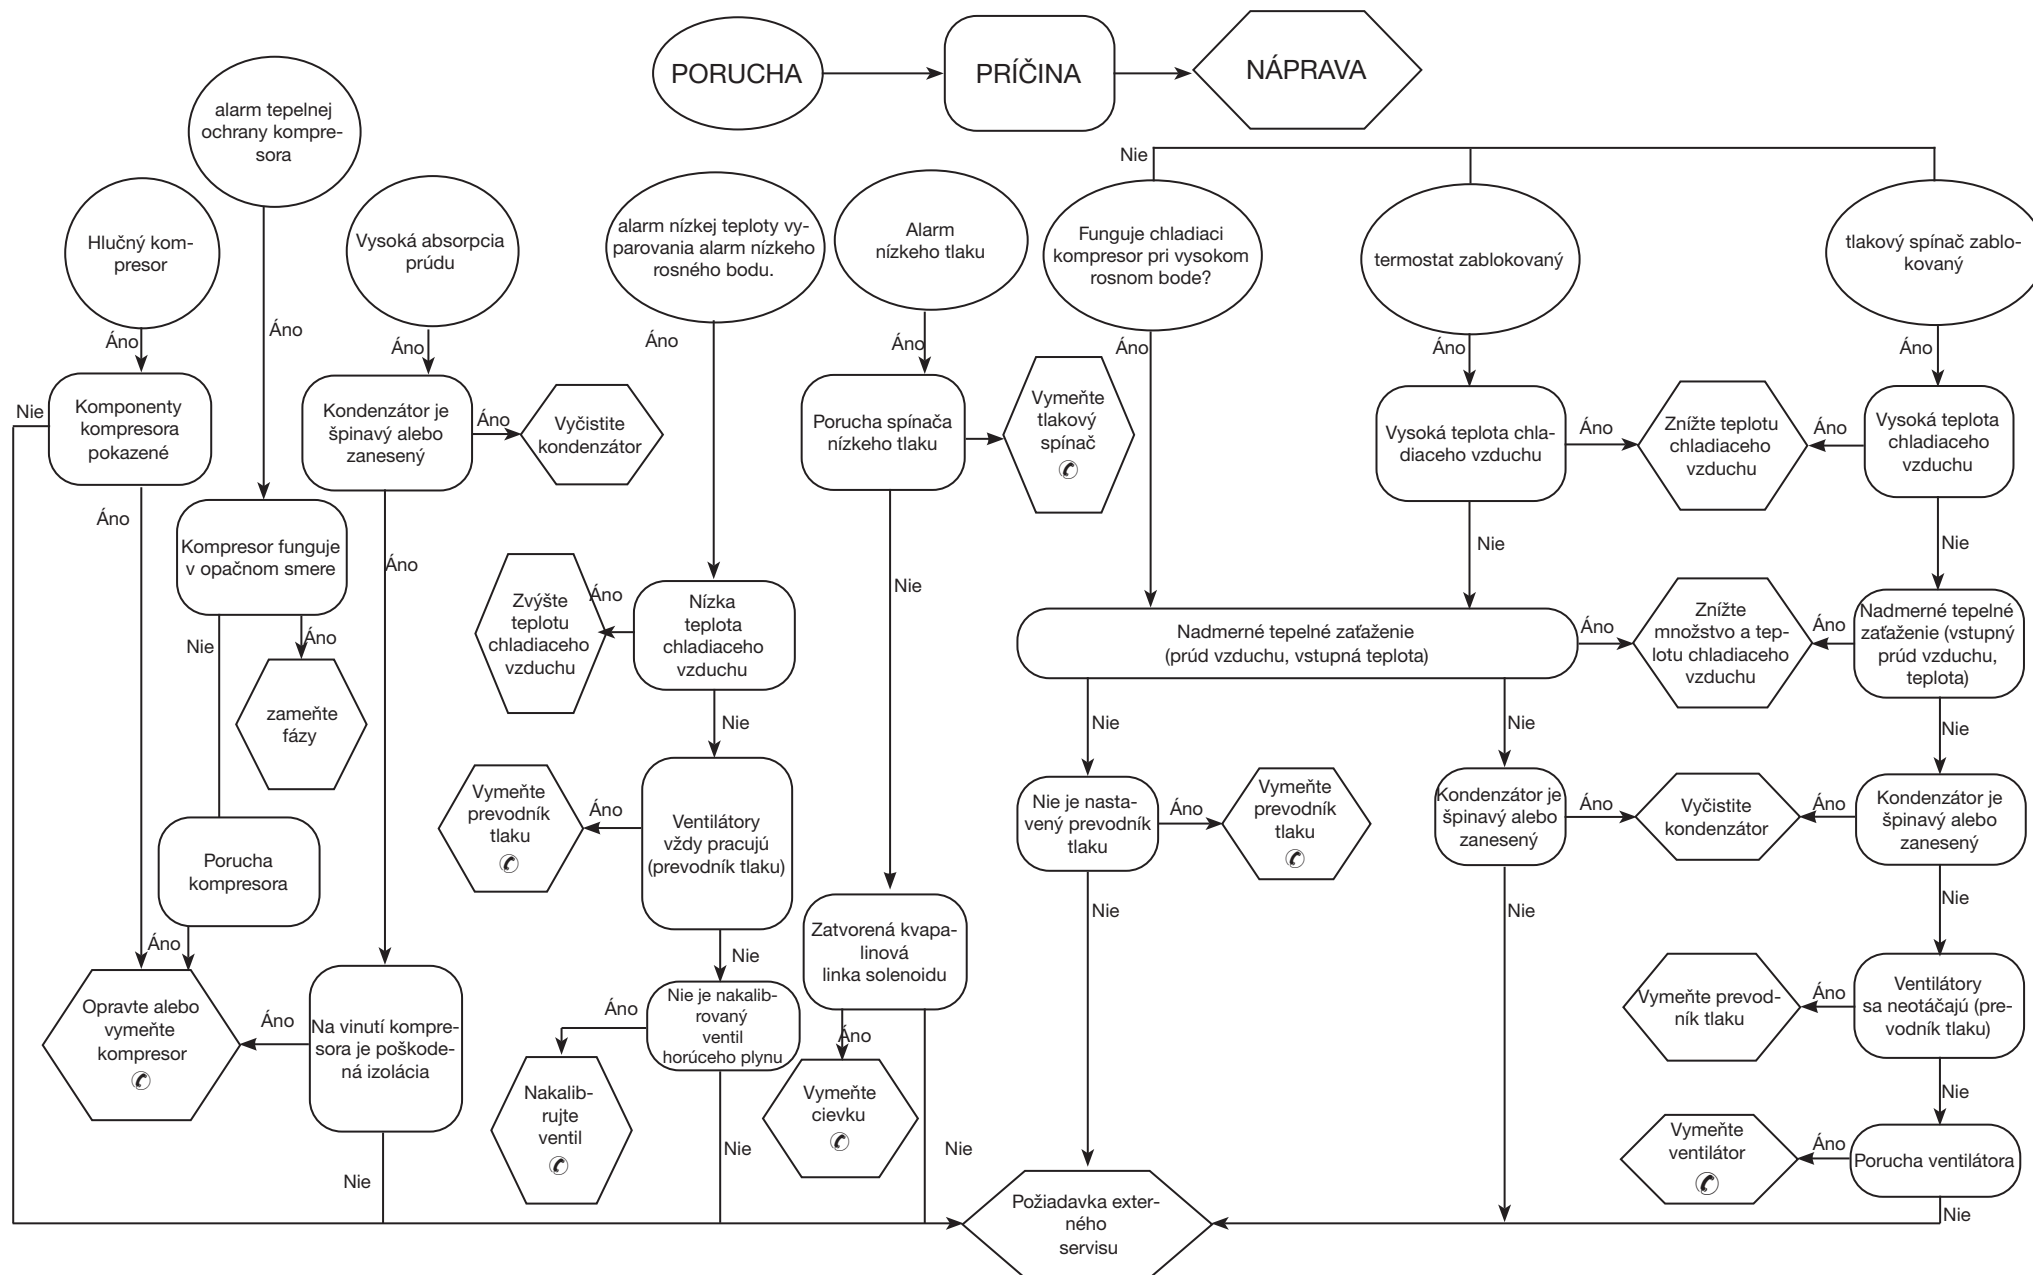 PORUCHA
PRÍČINA
NÁPRAVA
alarm tepelnej
ochrany kompre-
sora
Hlučný kom-
presor
Vysoká absorpcia
prúdu
alarm nízkej teploty vy-
parovania alarm nízkeho
rosného bodu.
Alarm
nízkeho tlaku
Nie
Funguje chladiaci
kompresor pri vysokom
rosnom bode?
termostat zablokovaný
tlakový spínač zablo-
kovaný
Áno
Áno
Áno
Áno
Áno
Áno
Áno
Áno
Nie
Komponenty
kompresora
pokazené
Kondenzátor je
špinavý alebo
zanesený
Áno
Vyčistite
kondenzátor
Porucha spínača
nízkeho tlaku
Vymeňte
tlakový
spínač
✆
Vysoká teplota chla-
diaceho vzduchu
Áno
Znížte teplotu
chladiaceho
vzduchu
Áno
Vysoká teplota
chladiaceho
vzduchu
Áno
Kompresor funguje
v opačnom smere
Áno
Nie
Nie
Nie
Zvýšte
teplotu
chladiaceho
vzduchu
Áno
Nízka
teplota
chladiaceho
vzduchu
Nadmerné tepelné zaťaženie
(prúd vzduchu, vstupná teplota)
Áno
Znížte
množstvo a tep-
lotu chladiaceho
vzduchu
Áno
Nadmerné tepelné
zaťaženie (vstupný
prúd vzduchu,
teplota)
Nie
Áno
zameňte
fázy
Nie
Nie
Nie
Nie
Vymeňte
prevodník
tlaku
✆
Áno
Ventilátory
vždy pracujú
(prevodník tlaku)
Nie je nasta-
vený prevodník
tlaku
Áno
Vymeňte
prevodník
tlaku
✆
Kondenzátor je
špinavý alebo
zanesený
Áno
Vyčistite
kondenzátor
Áno
Kondenzátor je
špinavý alebo
zanesený
Porucha
kompresora
Áno
Nie
Nie
Nie
Nie
Zatvorená kvapa-
linová
linka solenoidu
Opravte alebo
vymeňte
kompresor
✆
Áno
Na vinutí kompre-
sora je poškode-
ná izolácia
Áno
Nie je nakalib-
rovaný
ventil
horúceho plynu
Vymeňte prevod-
ník tlaku
Áno
Ventilátory
sa neotáčajú (pre-
vodník tlaku)
Áno
Nakalib-
rujte
ventil
✆
Vymeňte
cievku
✆
Nie
Nie
Nie
Nie
Vymeňte
ventilátor
✆
Áno
Porucha ventilátora
Požiadavka exter-
ného
servisu
Nie